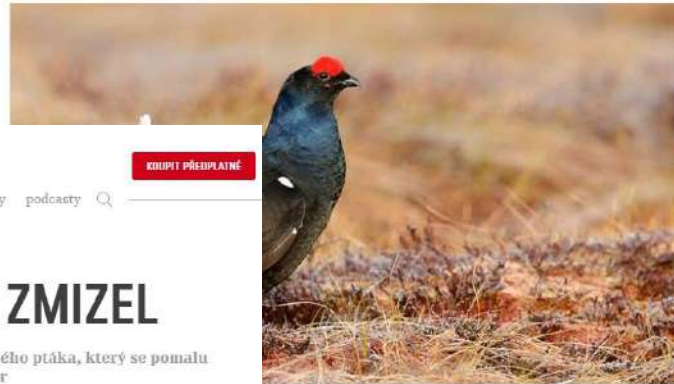 KOUPIT PŘEDPLATNÉ
podcasty
ZMIZEL
ého ptáka, který se pomalu
r